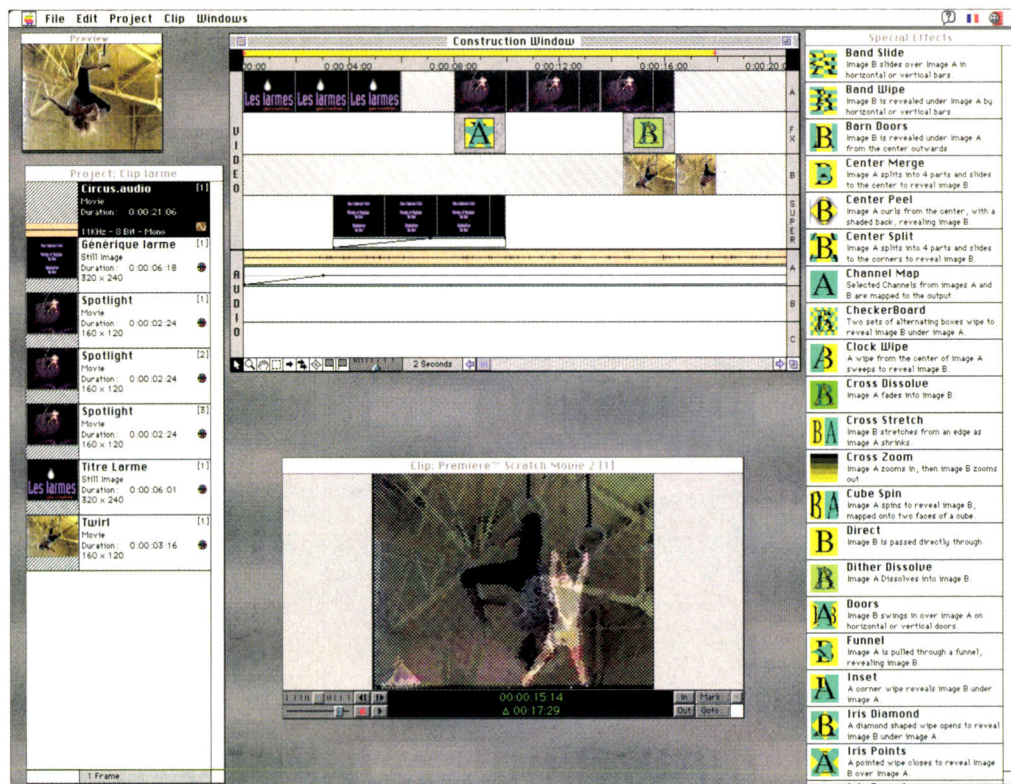 File Edit Project Clip Windows
Preview
Project: Clip larme
Circus.audio [1]
Movie
Duration: 0:00:21:06
11KHz - 8 Bit - Mono
Générique larme [1]
Still Image
Duration: 0:00:06:18
320 × 240
Spotlight [1]
Movie
Duration: 0:00:02:24
160 × 120
Spotlight [2]
Movie
Duration: 0:00:02:24
160 × 120
Spotlight [3]
Movie
Duration: 0:00:02:24
160 × 120
Les larmes
Titre Larme [1]
Still Image
Duration: 0:00:06:01
320 × 240
Twirl [1]
Movie
Duration: 0:00:03:16
160 × 120
1 Frame
Construction Window
00:00 0:00:04:00 0:00:08:00 0:00:12:00 0:00:16:00 0:00:20:0
Les larmes Les larmes Les larmes
VIDEO
A
FX
B
SUPER
A B
AUDIO
A
B
C
2 Seconds
Clip: Premiere™ Scratch Movie 2 [1]
00:00:15:14
Δ 00:17:29
In Mark
Out Goto
Special Effects
Band Slide
Image B slides over Image A in
horizontal or vertical bars.
Band Wipe
Image B is revealed under Image A by
horizontal or vertical bars
Barn Doors
Image B is revealed under Image A
from the center outwards
Center Merge
Image A splits into 4 parts and slides
to the center to reveal image B
Center Peel
Image A curls from the center, with a
shaded back, revealing image B.
Center Split
Image A splits into 4 parts and slides
to the corners to reveal image B.
Channel Map
Selected Channels from images A and
B are mapped to the output
CheckerBoard
Two sets of alternating boxes wipe to
reveal image B under image A.
Clock Wipe
A wipe from the center of image A
sweeps to reveal image B.
Cross Dissolve
Image A fades into image B.
Cross Stretch
Image B stretches from an edge as
image A shrinks.
Cross Zoom
Image A zooms in, then image B zooms
out
Cube Spin
Image A spins to reveal image B,
mapped onto two faces of a cube.
Direct
Image B is passed directly through
Dither Dissolve
Image A Dissolves into image B.
Doors
Image B swings in over image A on
horizontal or vertical doors.
Funnel
Image A is pulled through a funnel,
revealing image B.
Inset
A corner wipe reveals image B under
image A.
Iris Diamond
A diamond shaped wipe opens to reveal
image B under image A.
Iris Points
A pointed wipe closes to reveal image
B over image A.